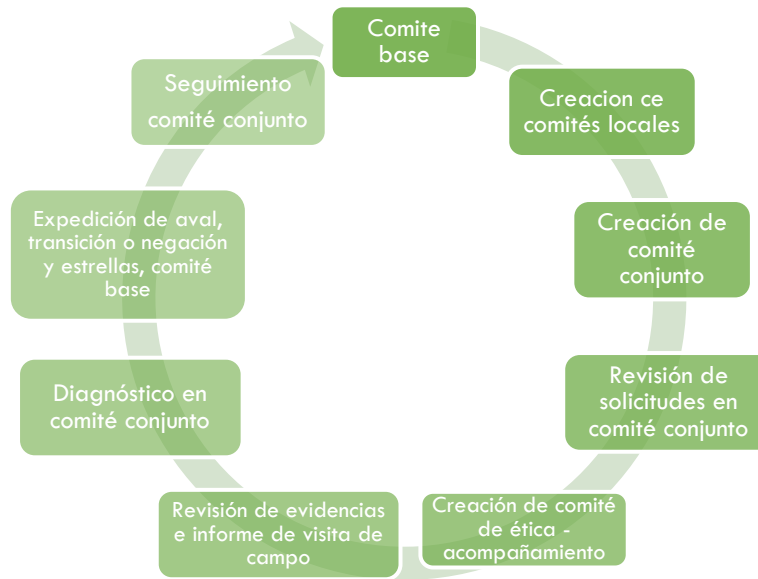 Comite
base
Creacion ce
comités locales
Creación de
comité
conjunto
Revisión de
solicitudes en
comité conjunto
Creación de comité
de ética -
acompañamiento
Revisión de evidencias
e informe de visita de
campo
Diagnóstico en
comité conjunto
Expedición de aval,
transición o negación
y estrellas, comité
base
Seguimiento
comité conjunto